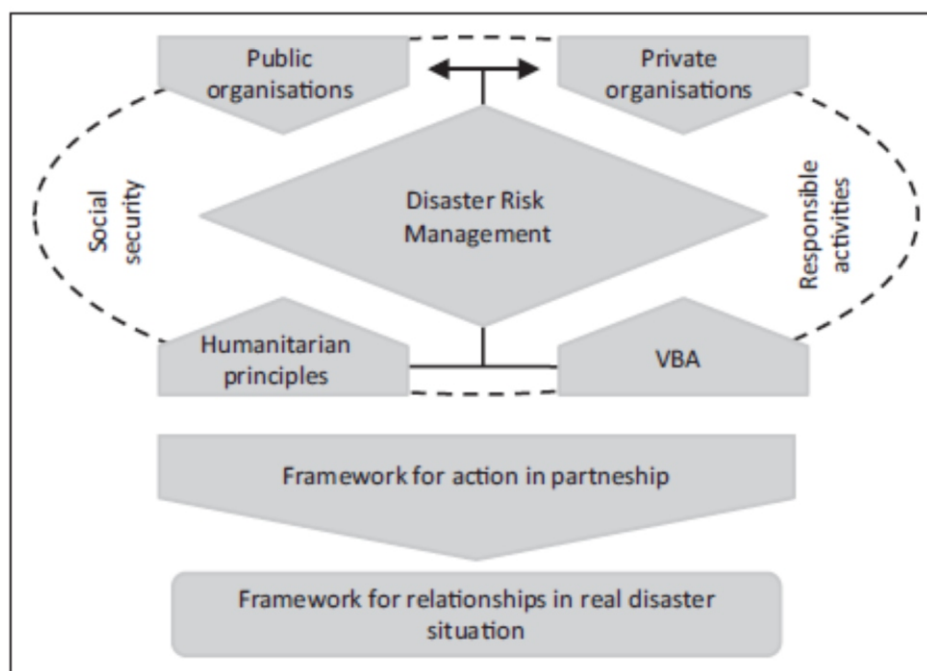 Public
organisations
Private
organisations
Social
security
Disaster Risk
Management
Responsible
activities
Humanitarian
principles
VBA
Framework for action in partneship
Framework for relationships in real disaster
situation